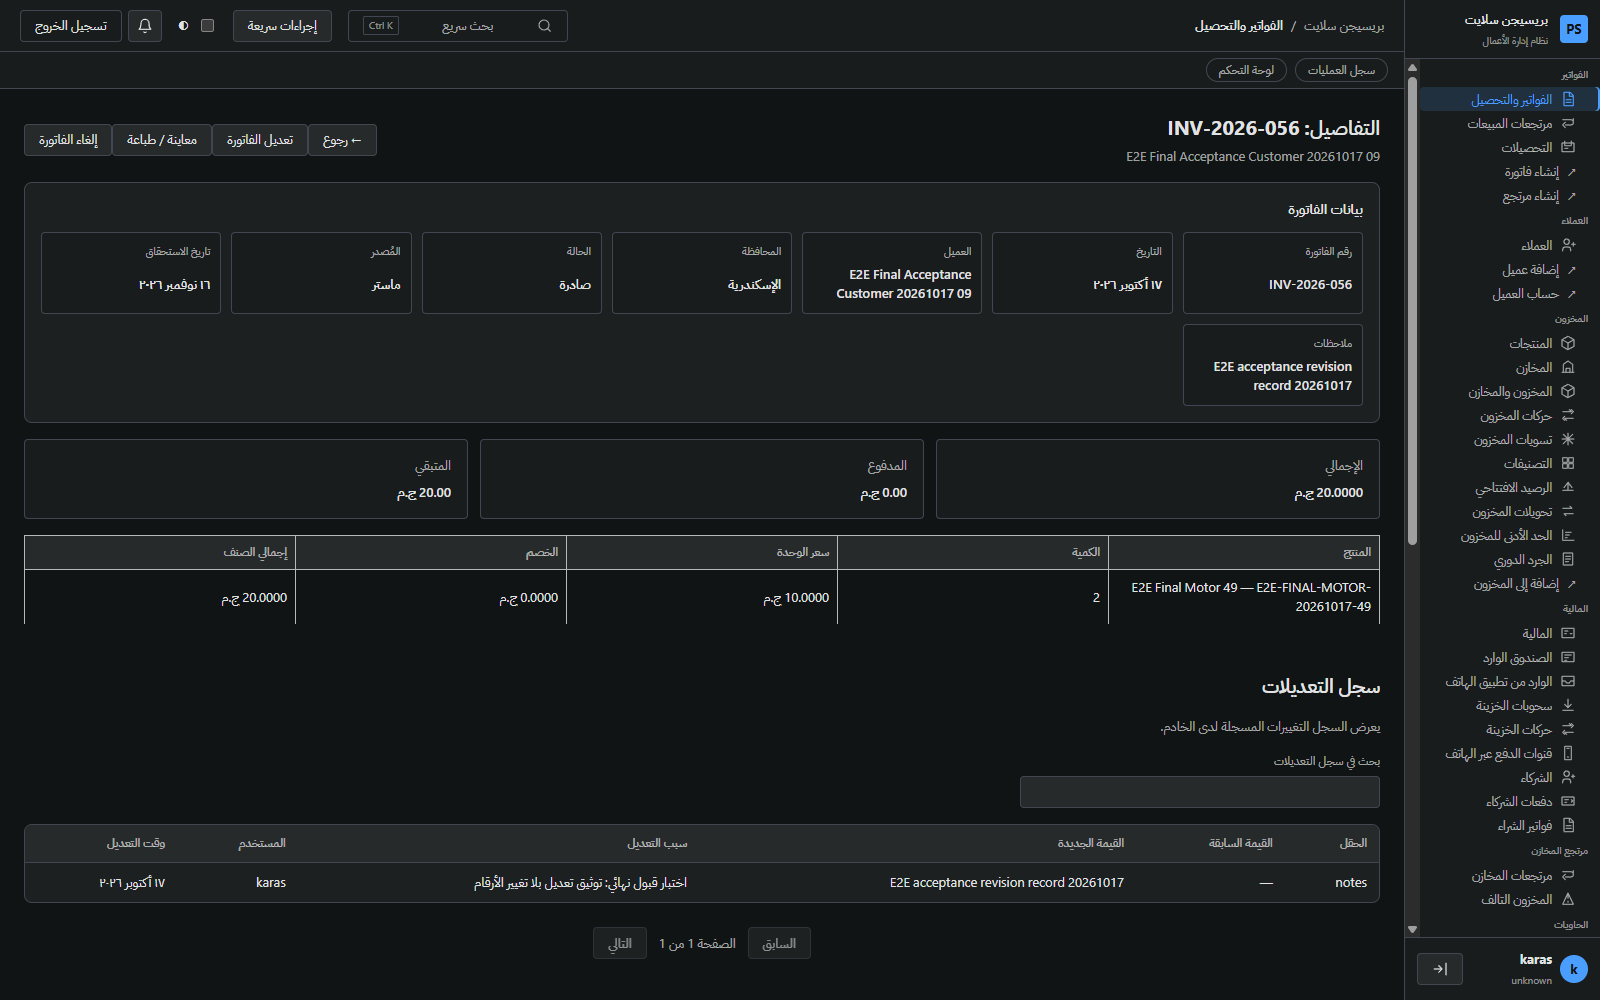 بريسيجن سلايت
نظام إدارة الأعمال
PS
الفواتير
الفواتير والتحصيل
مرتجعات المبيعات
التحصيلات
إنشاء فاتورة
إنشاء مرتجع
العملاء
العملاء
إضافة عميل
حساب العميل
المخزون
المنتجات
المخازن
المخزون والمخازن
حركات المخزون
تسويات المخزون
التصنيفات
الرصيد الافتتاحي
تحويلات المخزون
الحد الأدنى للمخزون
الجرد الدوري
إضافة إلى المخزون
المالية
المالية
الصندوق الوارد
الوارد من تطبيق الهاتف
سحوبات الخزينة
حركات الخزينة
قنوات الدفع عبر الهاتف
الشركاء
دفعات الشركاء
فواتير الشراء
مرتجع المخازن
مرتجعات المخازن
المخزون التالف
الحاويات
karas
unknown
k
بريسيجن سلايت / الفواتير والتحصيل
بحث سريع Ctrl K
إجراءات سريعة
تسجيل الخروج
سجل العمليات
لوحة التحكم
التفاصيل: INV-2026-056
E2E Final Acceptance Customer 20261017 09
← رجوع
تعديل الفاتورة
معاينة / طباعة
إلغاء الفاتورة
بيانات الفاتورة
رقم الفاتورة
INV-2026-056
التاريخ
١٧ أكتوبر ٢٠٢٦
العميل
E2E Final Acceptance
Customer 20261017 09
المحافظة
الإسكندرية
الحالة
صادرة
المُصدر
ماستر
تاريخ الاستحقاق
١٦ نوفمبر ٢٠٢٦
ملاحظات
E2E acceptance revision
record 20261017
الإجمالي
20.0000 ج.م
المدفوع
0.00 ج.م
المتبقي
20.00 ج.م
المنتج الكمية سعر الوحدة الخصم إجمالي الصنف
E2E Final Motor 49 — E2E-FINAL-MOTOR-
20261017-49
2
10.0000 ج.م
0.0000 ج.م
20.0000 ج.م
سجل التعديلات
يعرض السجل التغييرات المسجلة لدى الخادم.
بحث في سجل التعديلات
الحقل القيمة السابقة القيمة الجديدة سبب التعديل المستخدم وقت التعديل
notes — E2E acceptance revision record 20261017 اختبار قبول نهائي: توثيق تعديل بلا تغيير الأرقام karas ١٧ أكتوبر ٢٠٢٦
السابق
الصفحة 1 من 1
التالي